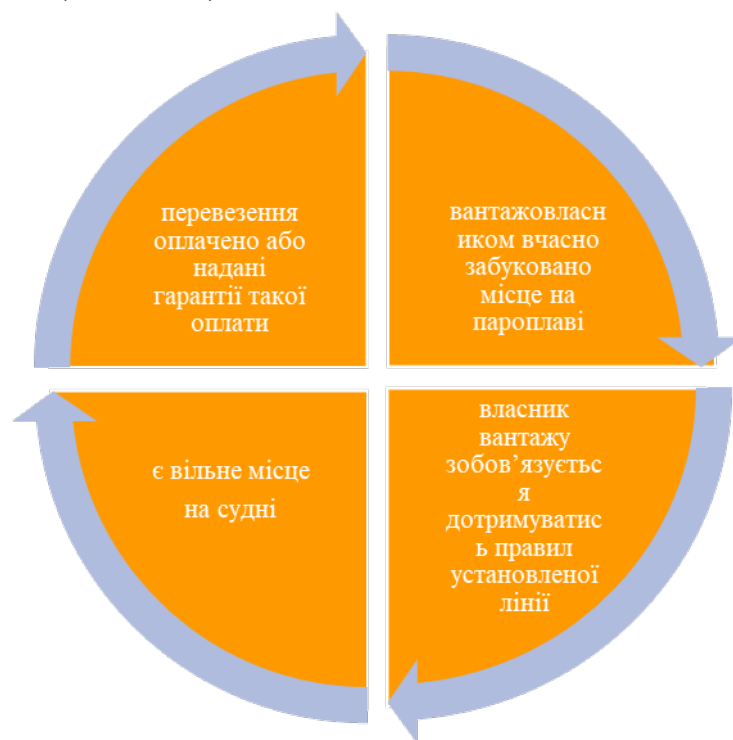 перевезення
оплачено або
надані
гарантії такої
оплати
вантажовласн
иком вчасно
забуковано
місце на
пароплаві
є вільне місце
на судні
власник
вантажу
зобов’язуєтьс
я
дотримуватис
ь правил
установленої
лінії